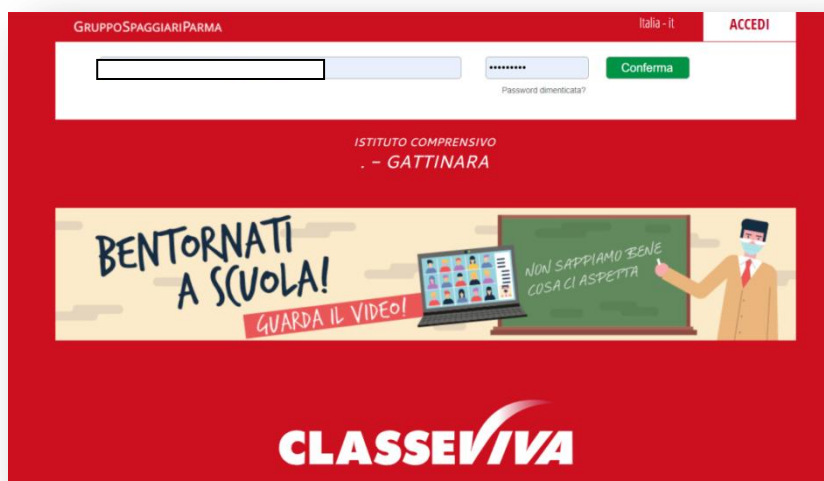 GRUPPOSPAGGIARIPARMA
Italia - it
ACCEDI
•••••••••
Conferma
Password dimenticata?
ISTITUTO COMPRENSIVO
. - GATTINARA
BENTORNATI
A SCUOLA!
GUARDA IL VIDEO!
NON SAPPIAMO BENE
COSA CI ASPETTA
CLASSEVIVA